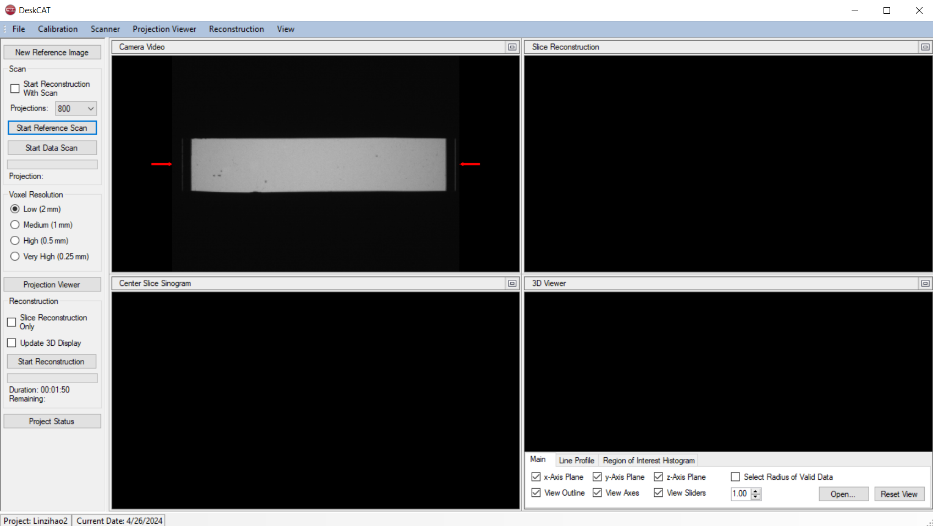 DeskCAT
File Calibration Scanner Projection Viewer Reconstruction View
New Reference Image
Scan
Start Reconstruction
With Scan
Projections: 800
Start Reference Scan
Start Data Scan
Projection:
Voxel Resolution
Low (2 mm)
Medium (1 mm)
High (0.5 mm)
Very High (0.25 mm)
Projection Viewer
Reconstruction
Slice Reconstruction
Only
Update 3D Display
Start Reconstruction
Duration: 00:01:50
Remaining:
Project Status
Camera Video
Slice Reconstruction
Center Slice Sinogram
3D Viewer
Main Line Profile Region of Interest Histogram
x-Axis Plane y-Axis Plane z-Axis Plane Select Radius of Valid Data
View Outline View Axes View Sliders 1.00 Open... Reset View
Project: Linzihao2 Current Date: 4/26/2024